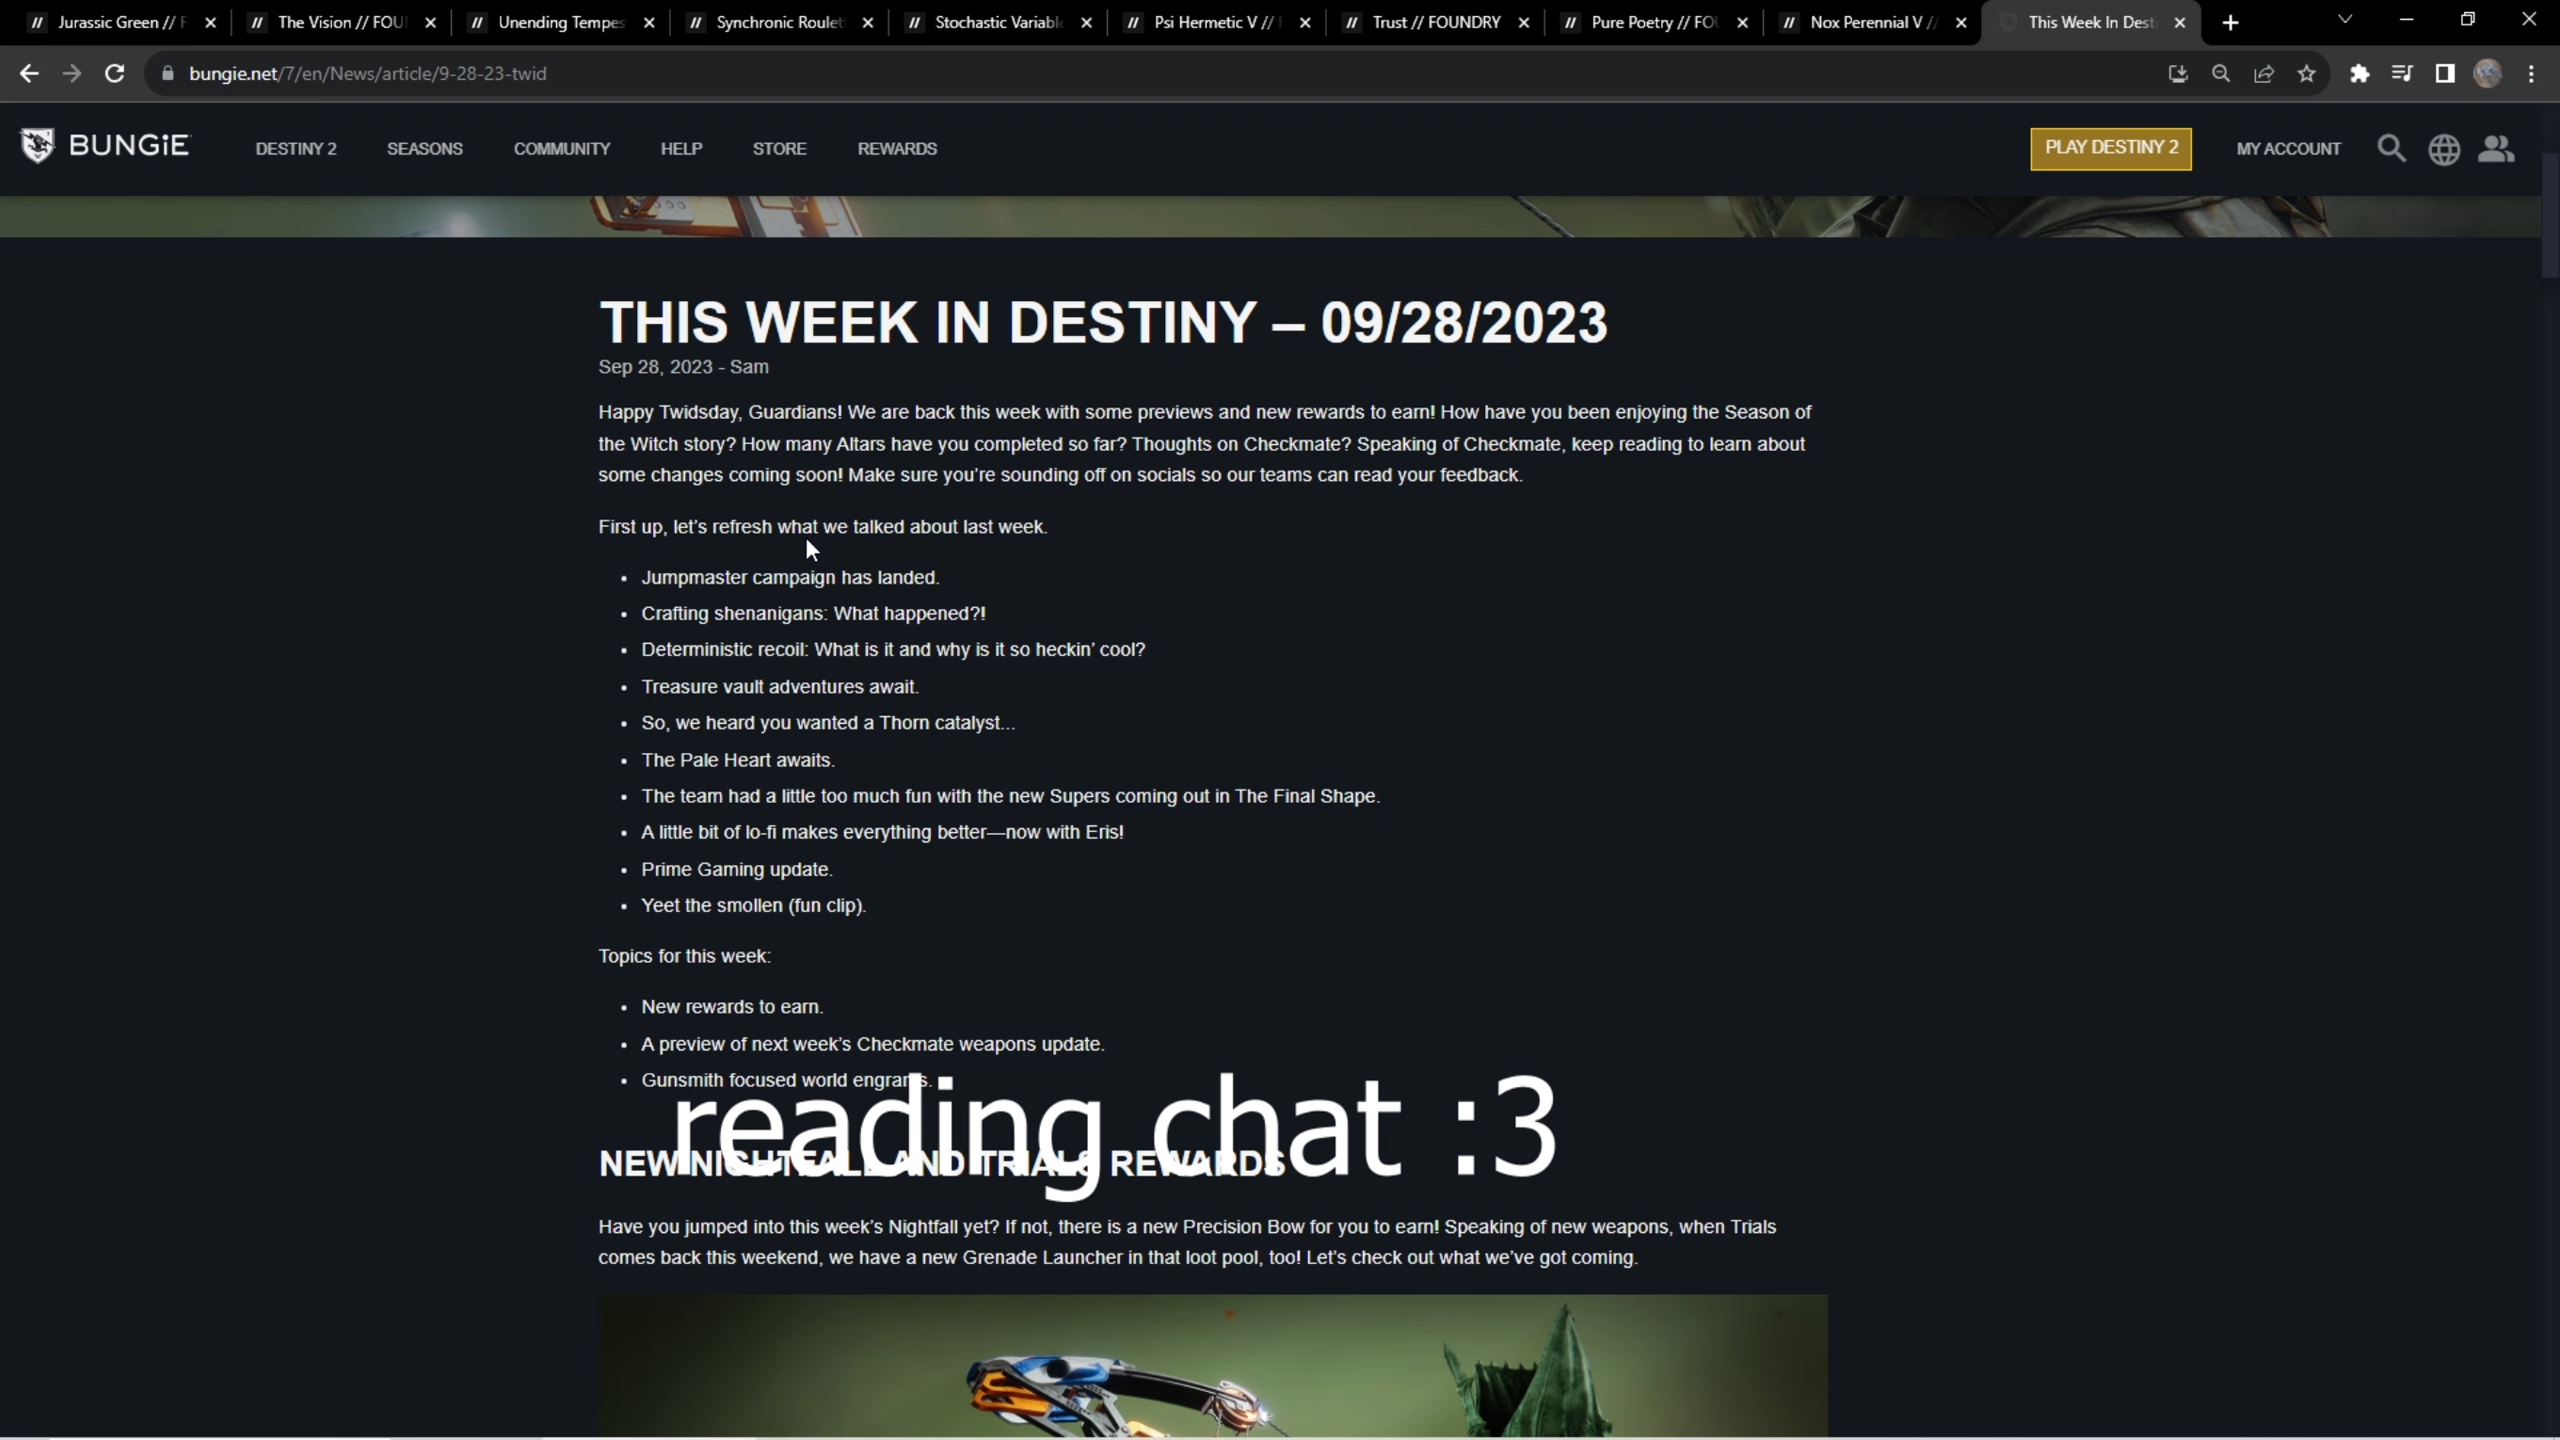 Jurassic Green // F
The Vision // FOU
Unending Tempes
Synchronic Roulet
Stochastic Variabl
Psi Hermetic V //
Trust // FOUNDRY
Pure Poetry // FO
Nox Perennial V //
This Week In Dest
bungie.net/7/en/News/article/9-28-23-twid
BUNGiE
DESTINY 2
SEASONS
COMMUNITY
HELP
STORE
REWARDS
PLAY DESTINY 2
MY ACCOUNT
THIS WEEK IN DESTINY – 09/28/2023
Sep 28, 2023 - Sam
Happy Twidsday, Guardians! We are back this week with some previews and new rewards to earn! How have you been enjoying the Season of
the Witch story? How many Altars have you completed so far? Thoughts on Checkmate? Speaking of Checkmate, keep reading to learn about
some changes coming soon! Make sure you're sounding off on socials so our teams can read your feedback.
First up, let's refresh what we talked about last week.
• Jumpmaster campaign has landed.
• Crafting shenanigans: What happened?!
• Deterministic recoil: What is it and why is it so heckin' cool?
• Treasure vault adventures await.
• So, we heard you wanted a Thorn catalyst...
• The Pale Heart awaits.
• The team had a little too much fun with the new Supers coming out in The Final Shape.
• A little bit of lo-fi makes everything better—now with Eris!
• Prime Gaming update.
• Yeet the smollen (fun clip).
Topics for this week:
• New rewards to earn.
• A preview of next week's Checkmate weapons update.
• Gunsmith focused world engrams.
reading chat :3
NEW NIGHTFALL AND TRIALS REWARDS
Have you jumped into this week's Nightfall yet? If not, there is a new Precision Bow for you to earn! Speaking of new weapons, when Trials
comes back this weekend, we have a new Grenade Launcher in that loot pool, too! Let's check out what we've got coming.